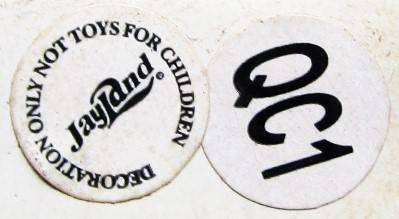 DECORATION ONLY NOT TOYS FOR CHILDREN
JayLand ©
QC1